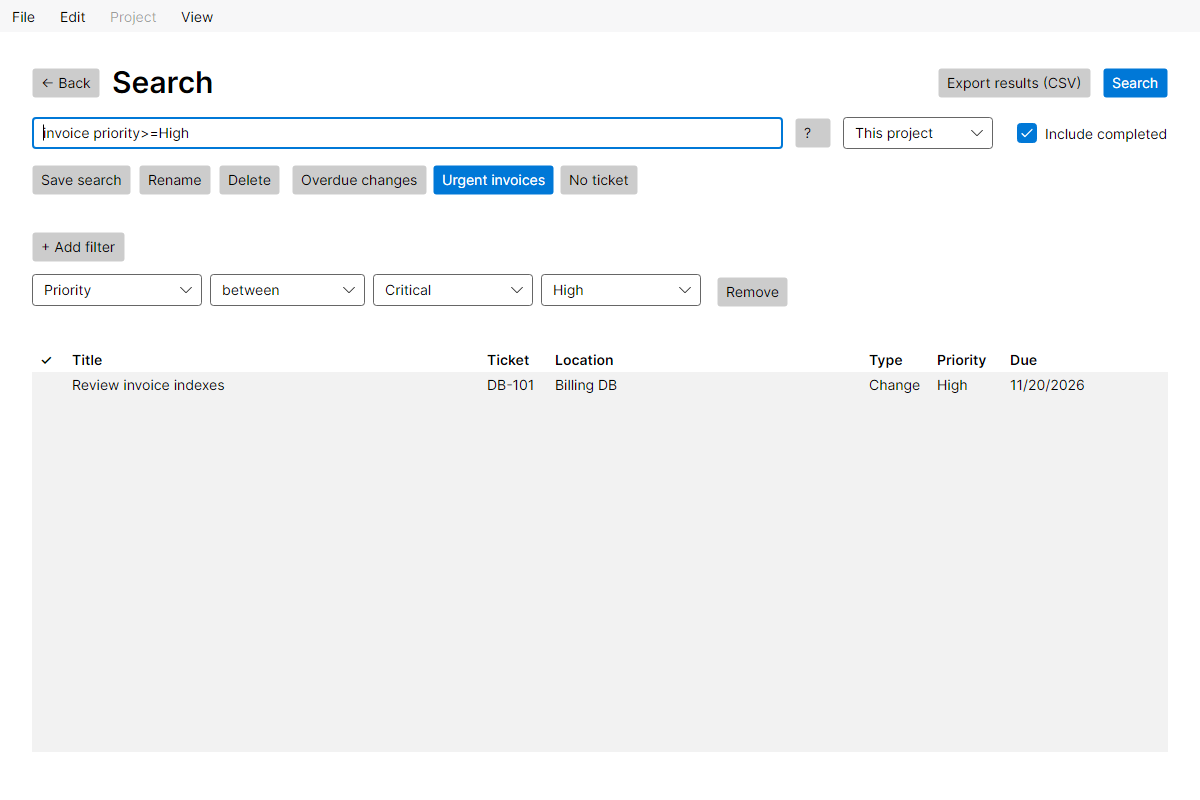 File Edit Project View
← Back Search Export results (CSV) Search
invoice priority>=High ? This project Include completed
Save search Rename Delete Overdue changes Urgent invoices No ticket
+ Add filter
Priority between Critical High Remove
Title Ticket Location Type Priority Due
Review invoice indexes DB-101 Billing DB Change High 11/20/2026